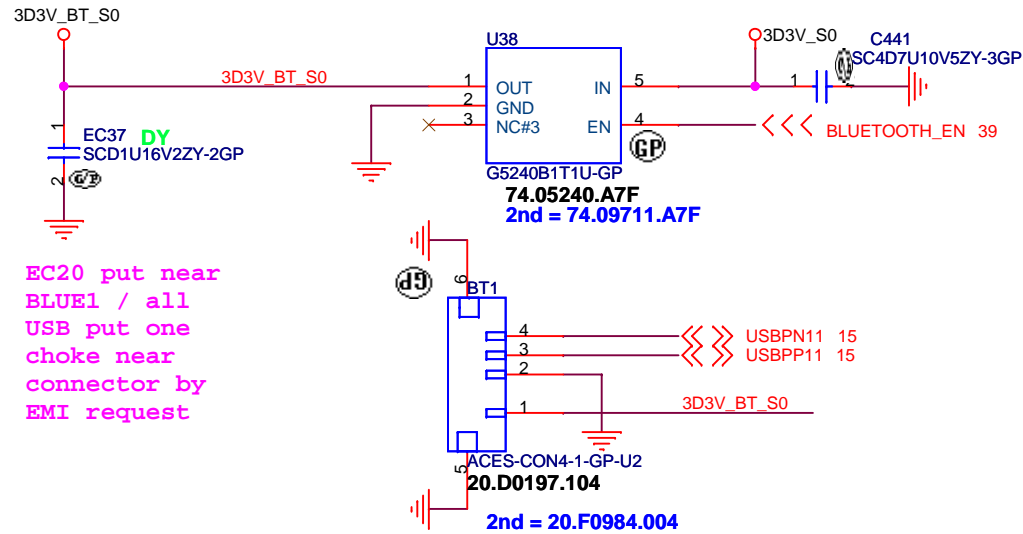 3D3V_BT_S0
3D3V_BT_S0
1
EC37 DY
SCD1U16V2ZY-2GP
2
G/P
U38
1 OUT
2 GND
3 NC#3
IN 5
EN 4
GP
G5240B1T1U-GP
74.05240.A7F
2nd = 74.09711.A7F
3D3V_S0
C441
SC4D7U10V5ZY-3GP
1
BLUETOOTH_EN 39
EC20 put near
BLUE1 / all
USB put one
choke near
connector by
EMI request
GP
6
BT1
4 USBPN11 15
3 USBPP11 15
2
1 3D3V_BT_S0
5
ACES-CON4-1-GP-U2
20.D0197.104
2nd = 20.F0984.004